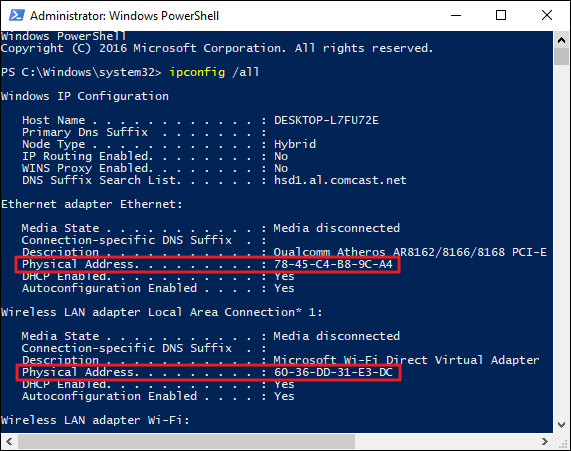 Administrator: Windows PowerShell
Windows PowerShell
Copyright (C) 2016 Microsoft Corporation. All rights reserved.
PS C:\Windows\system32> ipconfig /all
Windows IP Configuration
Host Name . . . . . . . . . . . . : DESKTOP-L7FU72E
Primary Dns Suffix . . . . . . . :
Node Type . . . . . . . . . . . . : Hybrid
IP Routing Enabled. . . . . . . . : No
WINS Proxy Enabled. . . . . . . . : No
DNS Suffix Search List. . . . . . : hsd1.al.comcast.net
Ethernet adapter Ethernet:
Media State . . . . . . . . . . . : Media disconnected
Connection-specific DNS Suffix . :
Description . . . . . . . . . . . : Qualcomm Atheros AR8162/8166/8168 PCI-E
Physical Address. . . . . . . . . : 78-45-C4-B8-9C-A4
DHCP Enabled. . . . . . . . . . . : Yes
Autoconfiguration Enabled . . . . : Yes
Wireless LAN adapter Local Area Connection* 1:
Media State . . . . . . . . . . . : Media disconnected
Connection-specific DNS Suffix . :
Description . . . . . . . . . . . : Microsoft Wi-Fi Direct Virtual Adapter
Physical Address. . . . . . . . . : 60-36-DD-31-E3-DC
DHCP Enabled. . . . . . . . . . . : Yes
Autoconfiguration Enabled . . . . : Yes
Wireless LAN adapter Wi-Fi: